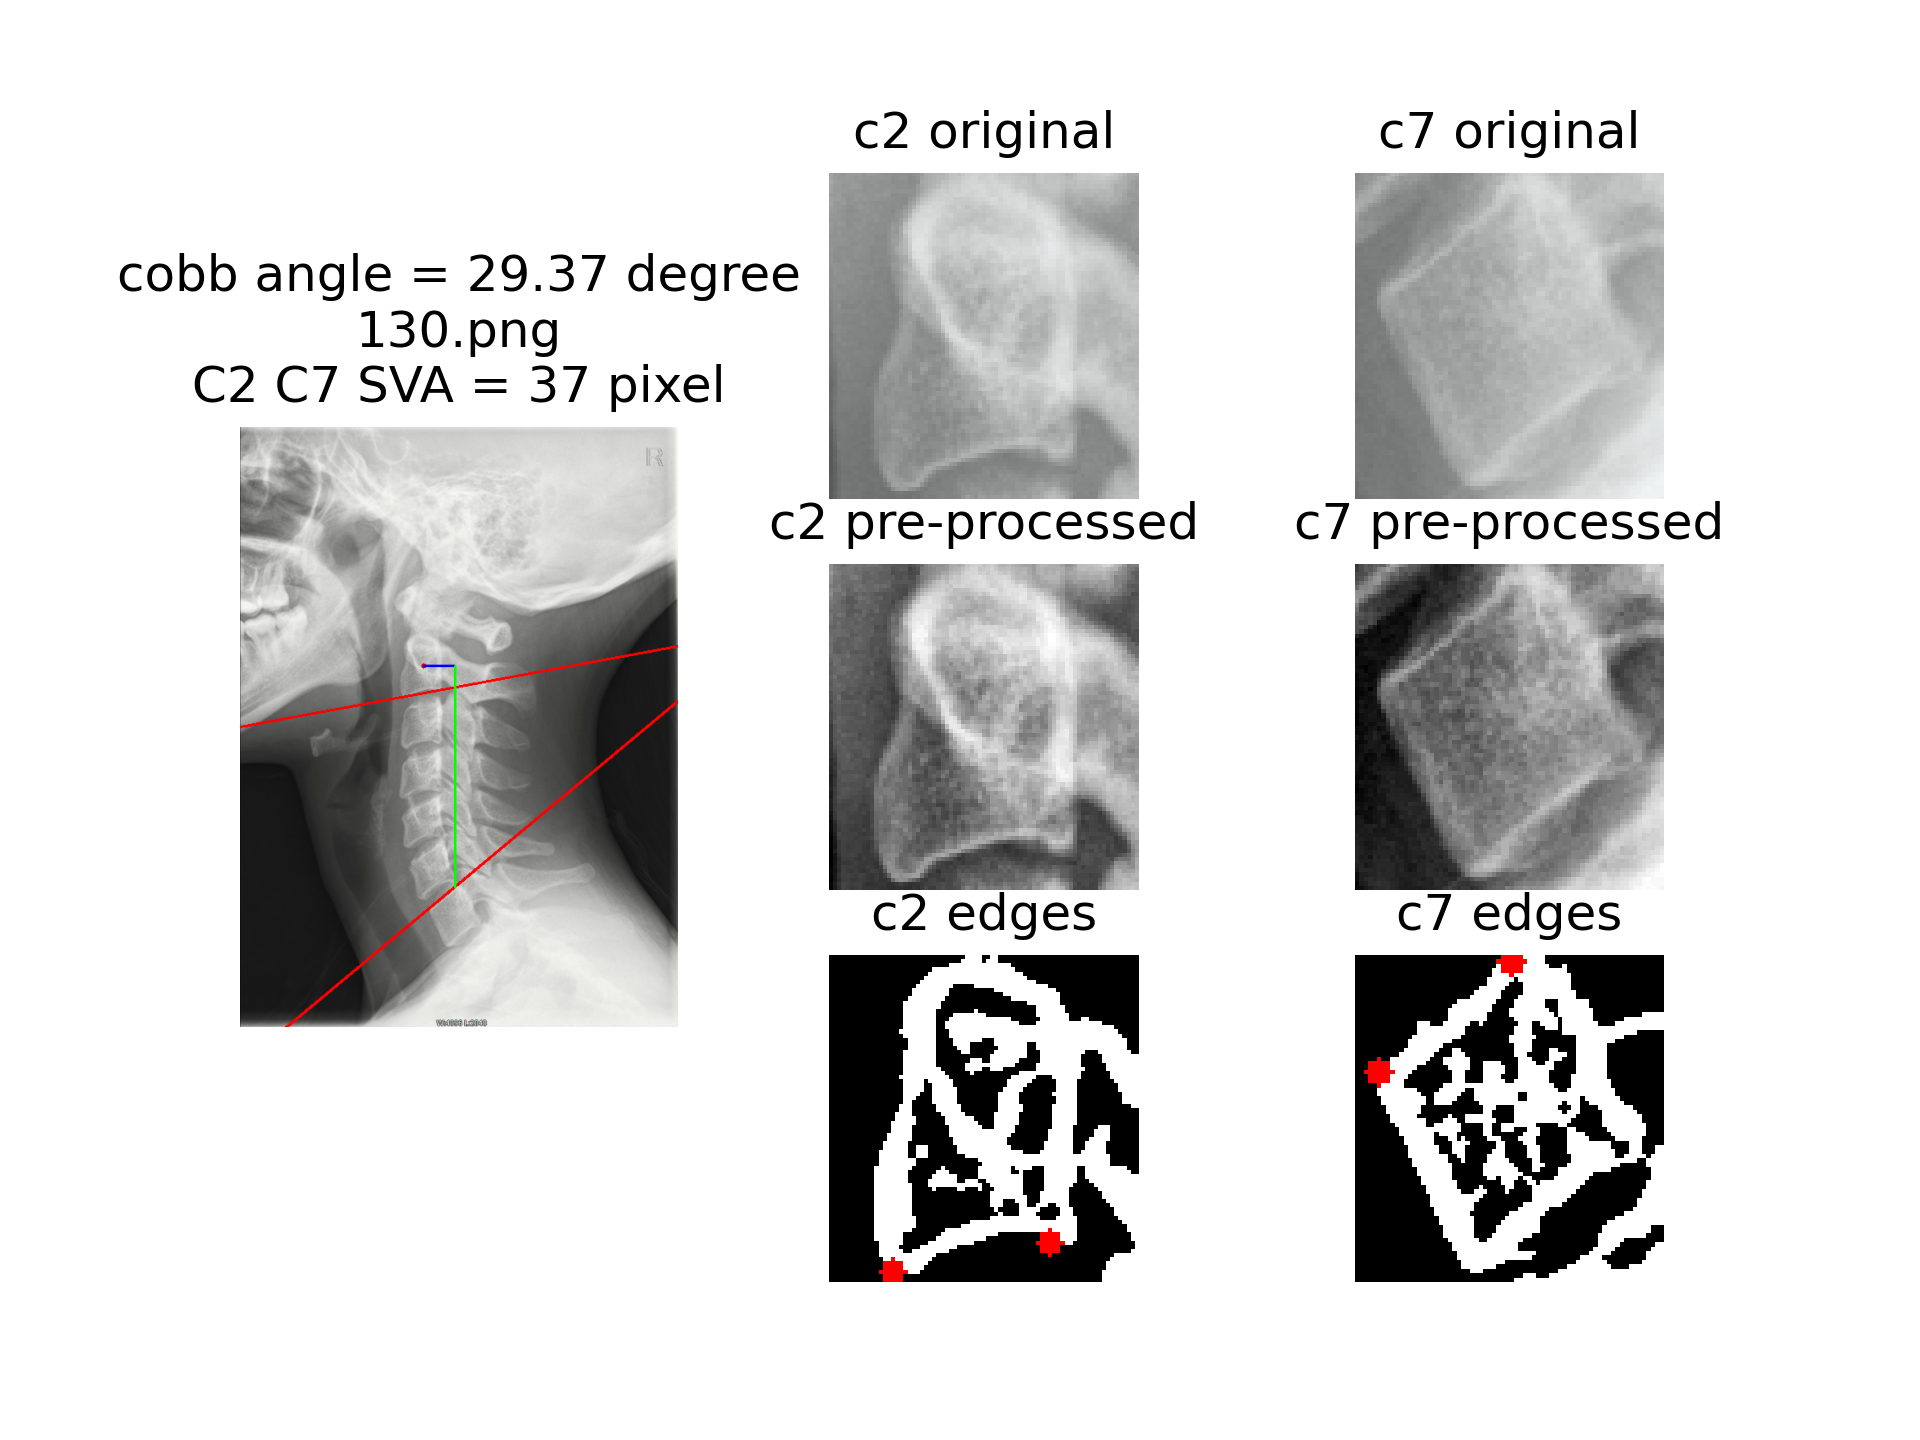 cobb angle = 29.37 degree
130.png
C2 C7 SVA = 37 pixel
R
c2 original
c7 original
c2 pre-processed
c7 pre-processed
c2 edges
c7 edges